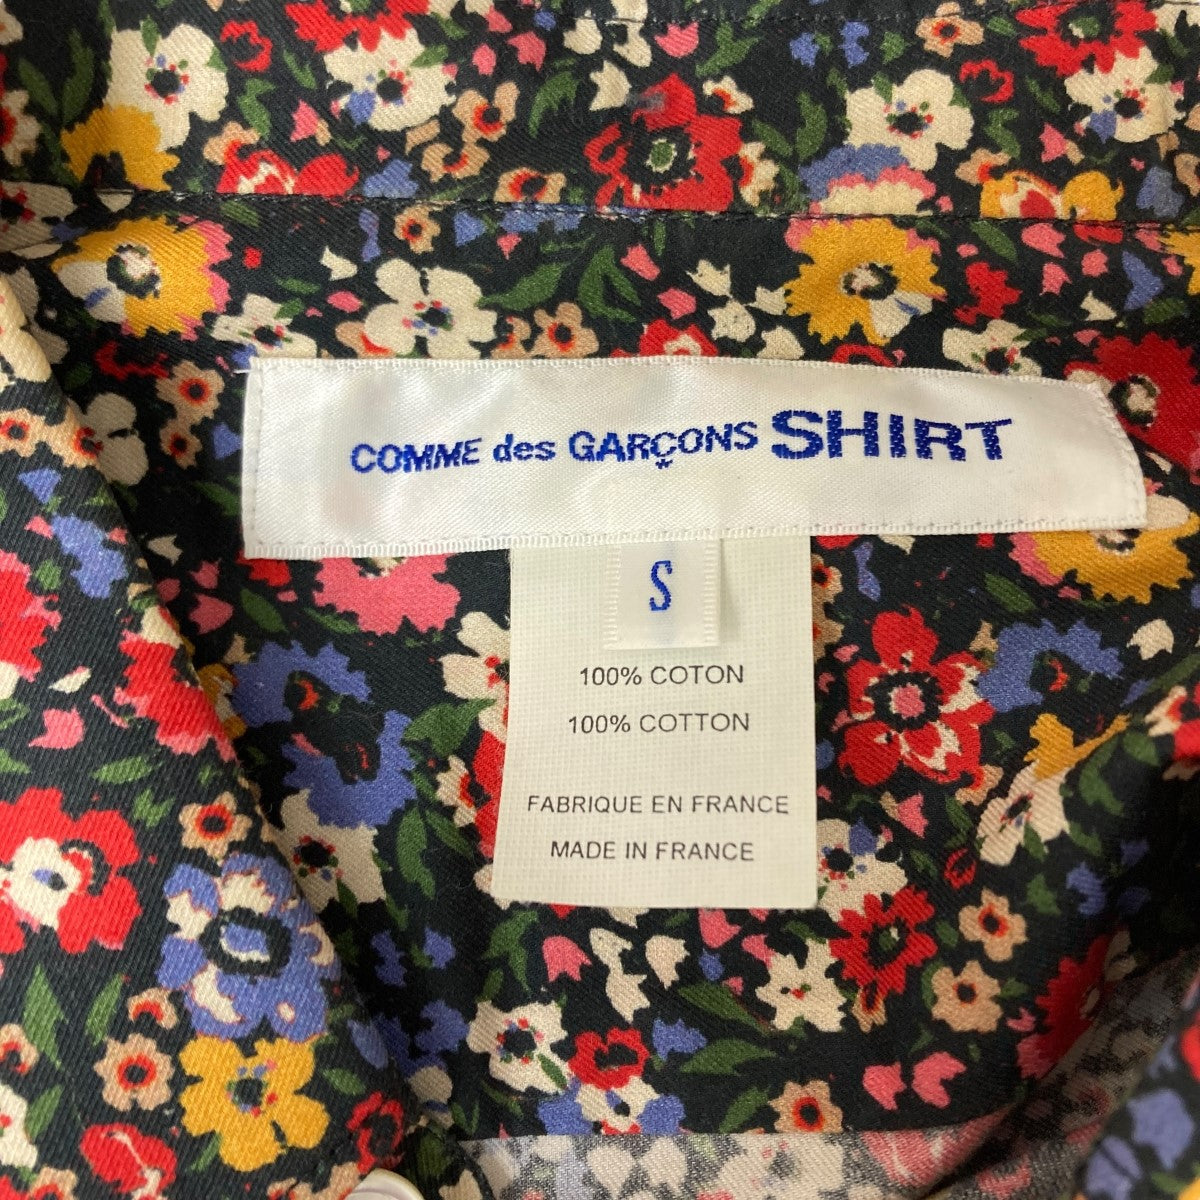 COMME des GARÇONS SHIRT
S
100% COTON
100% COTTON
FABRIQUE EN FRANCE
MADE IN FRANCE